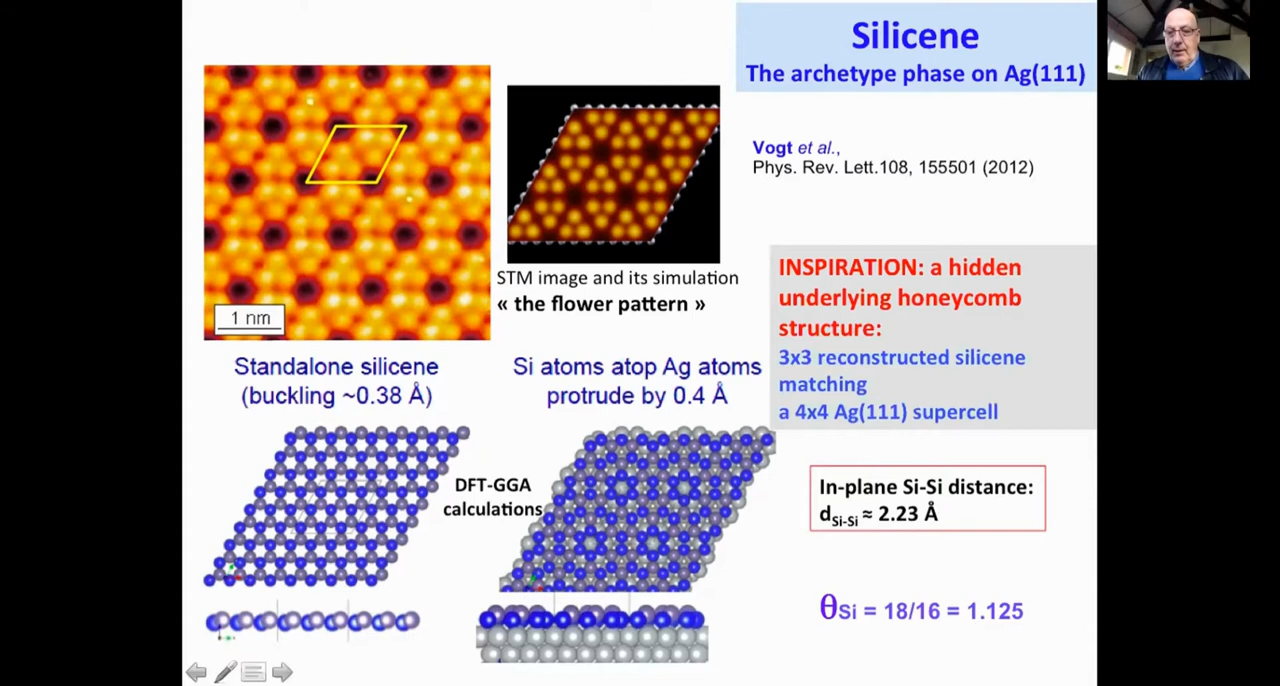 Silicene
The archetype phase on Ag(111)
Vogt et al.,
Phys. Rev. Lett.108, 155501 (2012)
1 nm
STM image and its simulation
« the flower pattern »
INSPIRATION: a hidden
underlying honeycomb
structure:
3x3 reconstructed silicene
matching
a 4x4 Ag(111) supercell
Standalone silicene
(buckling ~0.38 Å)
Si atoms atop Ag atoms
protrude by 0.4 Å
DFT-GGA
calculations
In-plane Si-Si distance:
dSi-Si ≈ 2.23 Å
θSi = 18/16 = 1.125